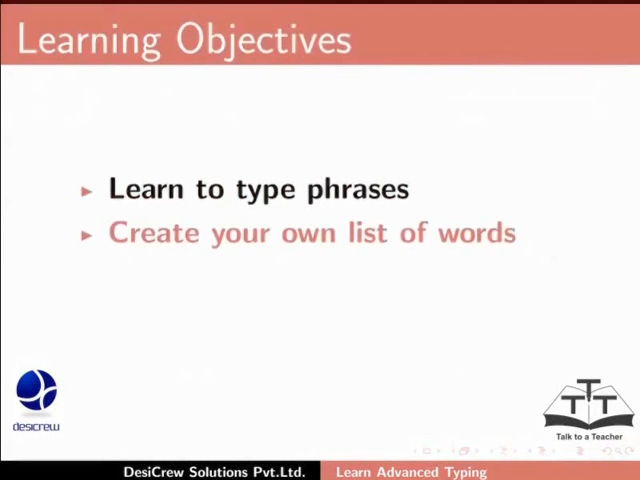 Learning Objectives
Learn to type phrases
Create your own list of words
desicrew
T
T T
Talk to a Teacher
DesiCrew Solutions Pvt.Ltd. Learn Advanced Typing